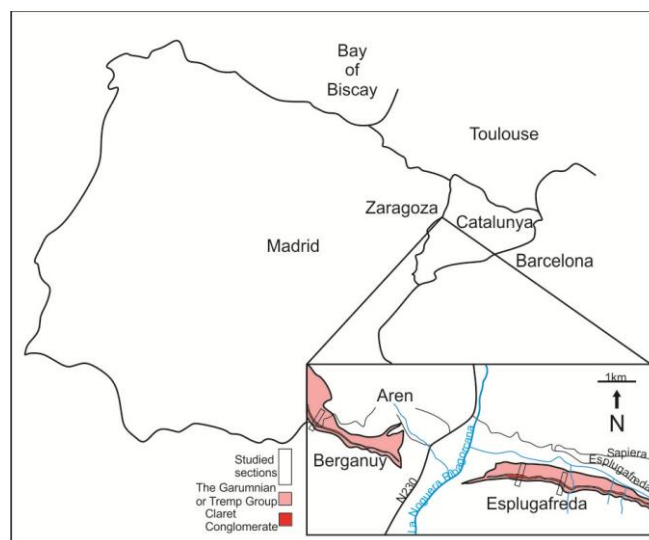 Bay
of
Biscay
Toulouse
Zaragoza
Catalunya
Madrid
Barcelona
1km
N
Aren
Sapiera
Esplugafreda
Berganuy
N230
La Noguera Ribagorçana
Esplugafreda
Studied
sections
The Garumnian
or Tremp Group
Claret
Conglomerate